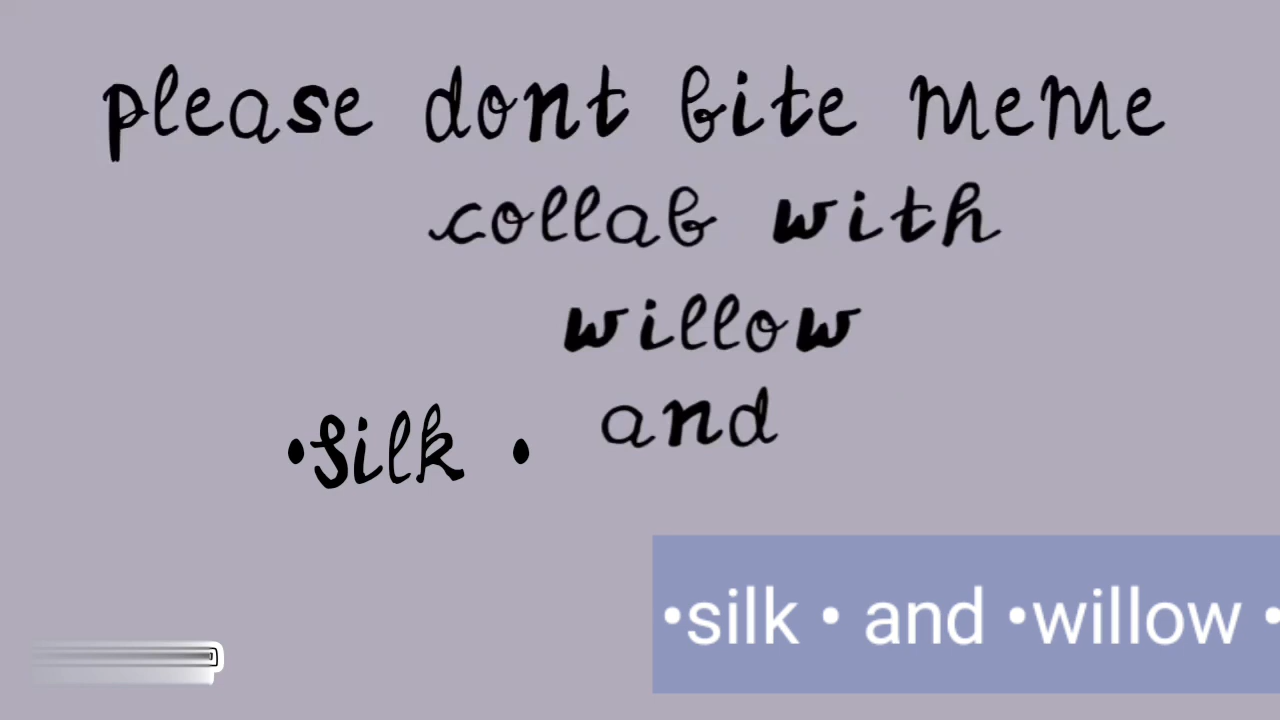 please dont bite meme
collab with
willow
and
•silk •
•silk • and •willow •